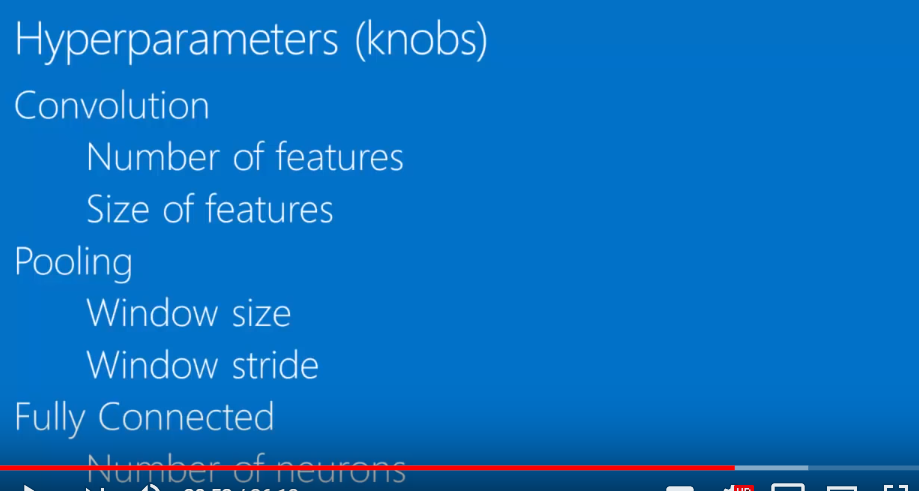 Hyperparameters (knobs)
Convolution
Number of features
Size of features
Pooling
Window size
Window stride
Fully Connected
Number of neurons
HD